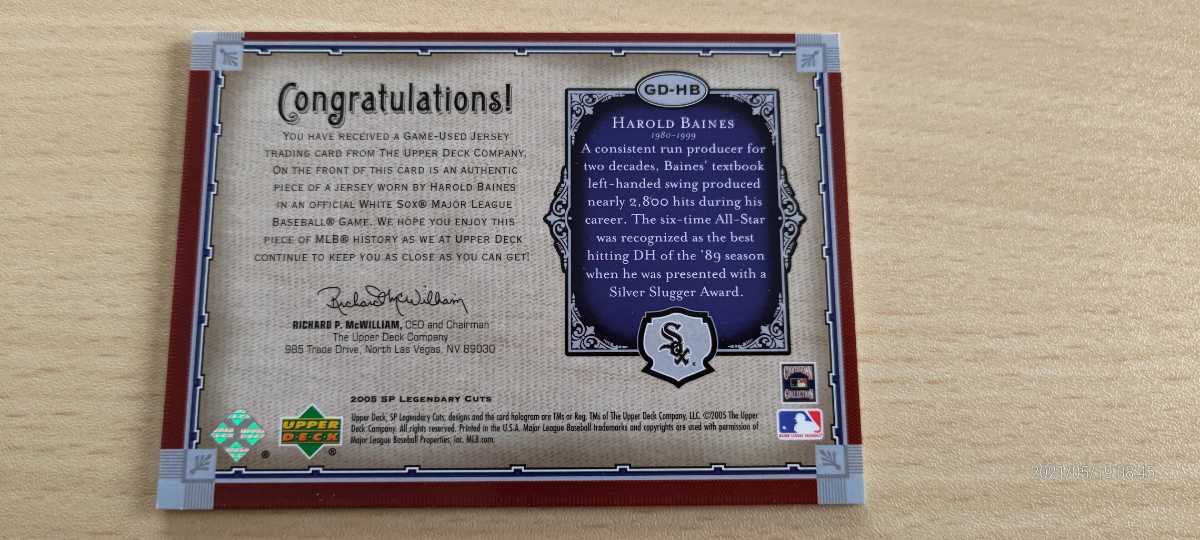 Congratulations!
You have received a Game-Used Jersey
trading card from The Upper Deck Company.
On the front of this card is an authentic
piece of a jersey worn by Harold Baines
in an official White Sox® Major League
Baseball® Game. We hope you enjoy this
piece of MLB® history as we at Upper Deck
continue to keep you as close as you can get!
Richard McWilliam
RICHARD P. McWILLIAM, CEO and Chairman
The Upper Deck Company
985 Trade Drive, North Las Vegas, NV 89030
GD-HB
Harold Baines
1980-1999
A consistent run producer for
two decades, Baines' textbook
left-handed swing produced
nearly 2,800 hits during his
career. The six-time All-Star
was recognized as the best
hitting DH of the '89 season
when he was presented with a
Silver Slugger Award.
Sox
2005 SP Legendary Cuts
UPPER
DECK
®
®
Upper Deck, SP Legendary Cuts, designs and the card hologram are TMs or Reg. TMs of The Upper Deck Company, LLC. ©2005 The Upper
Deck Company. All rights reserved. Printed in the U.S.A. Major League Baseball trademarks and copyrights are used with permission of
Major League Baseball Properties, Inc. MLB.com.
COOPERSTOWN
COLLECTION